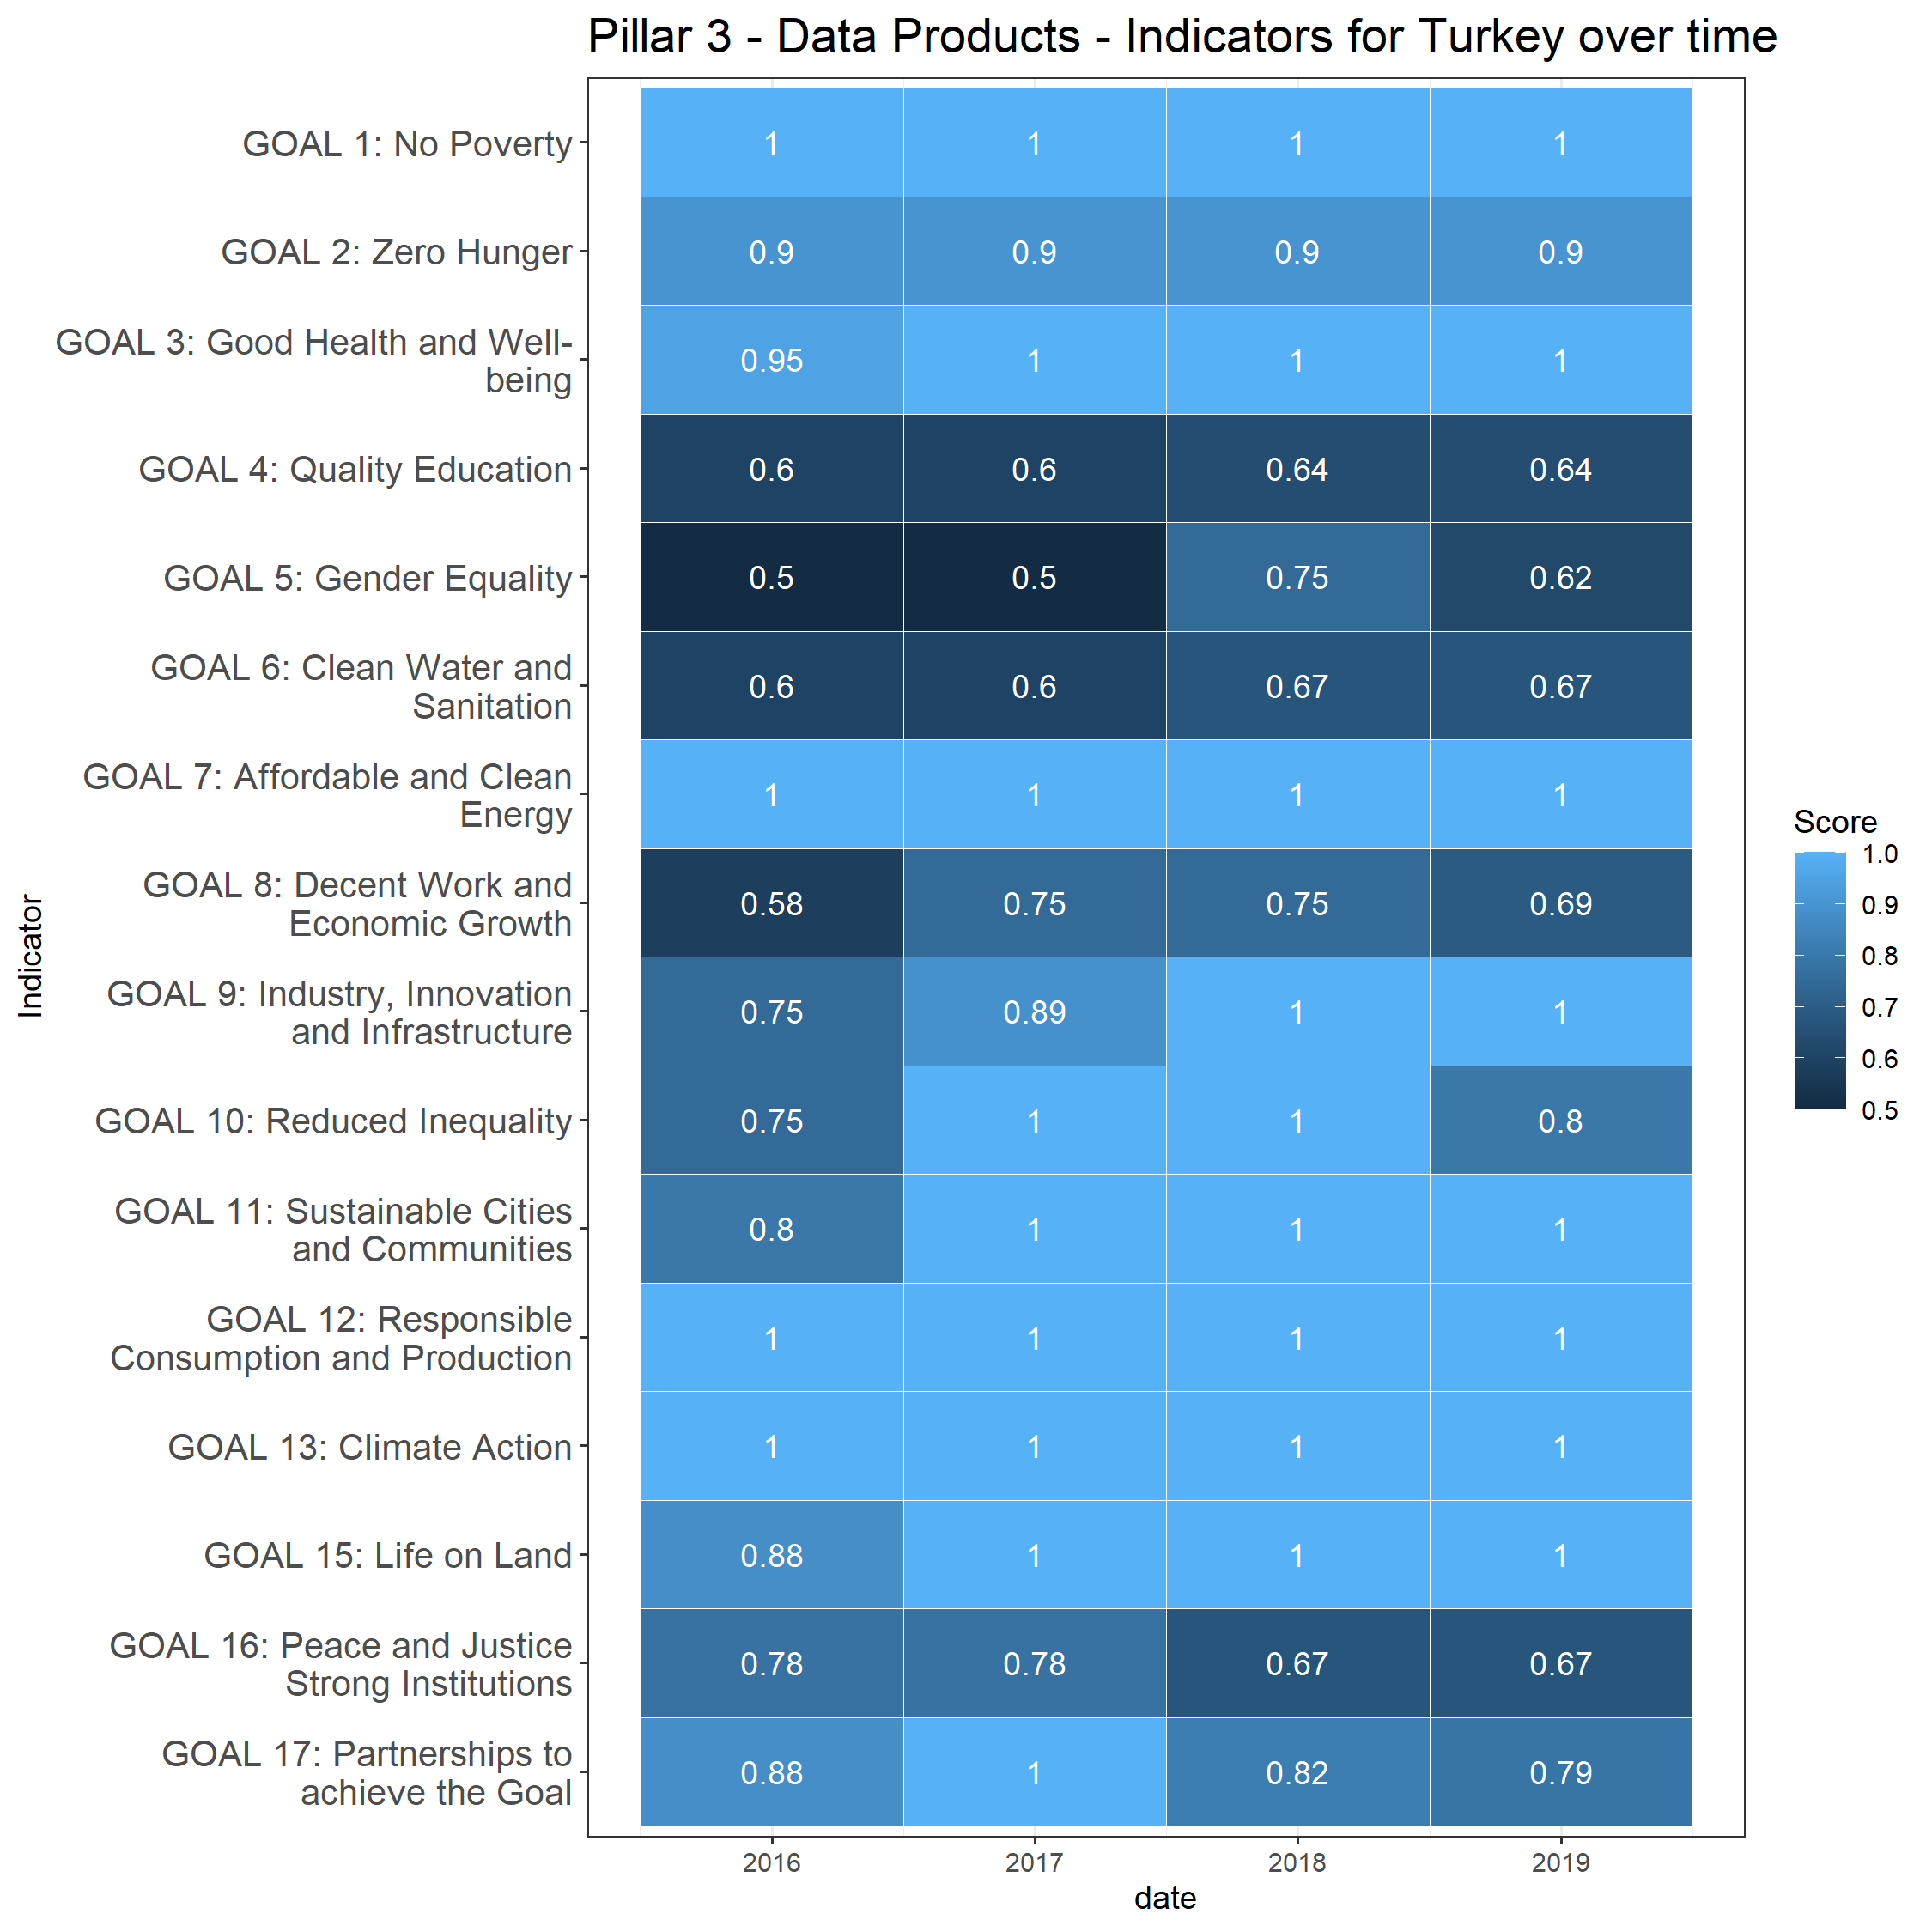 Pillar 3 - Data Products - Indicators for Turkey over time
GOAL 1: No Poverty
1 1 1 1
GOAL 2: Zero Hunger
0.9 0.9 0.9 0.9
GOAL 3: Good Health and Well-
being
0.95 1 1 1
GOAL 4: Quality Education
0.6 0.6 0.64 0.64
GOAL 5: Gender Equality
0.5 0.5 0.75 0.62
GOAL 6: Clean Water and
Sanitation
0.6 0.6 0.67 0.67
GOAL 7: Affordable and Clean
Energy
1 1 1 1
GOAL 8: Decent Work and
Economic Growth
0.58 0.75 0.75 0.69
GOAL 9: Industry, Innovation
and Infrastructure
0.75 0.89 1 1
GOAL 10: Reduced Inequality
0.75 1 1 0.8
GOAL 11: Sustainable Cities
and Communities
0.8 1 1 1
GOAL 12: Responsible
Consumption and Production
1 1 1 1
GOAL 13: Climate Action
1 1 1 1
GOAL 15: Life on Land
0.88 1 1 1
GOAL 16: Peace and Justice
Strong Institutions
0.78 0.78 0.67 0.67
GOAL 17: Partnerships to
achieve the Goal
0.88 1 0.82 0.79
2016 2017 2018 2019
date
Indicator
Score
1.0
0.9
0.8
0.7
0.6
0.5